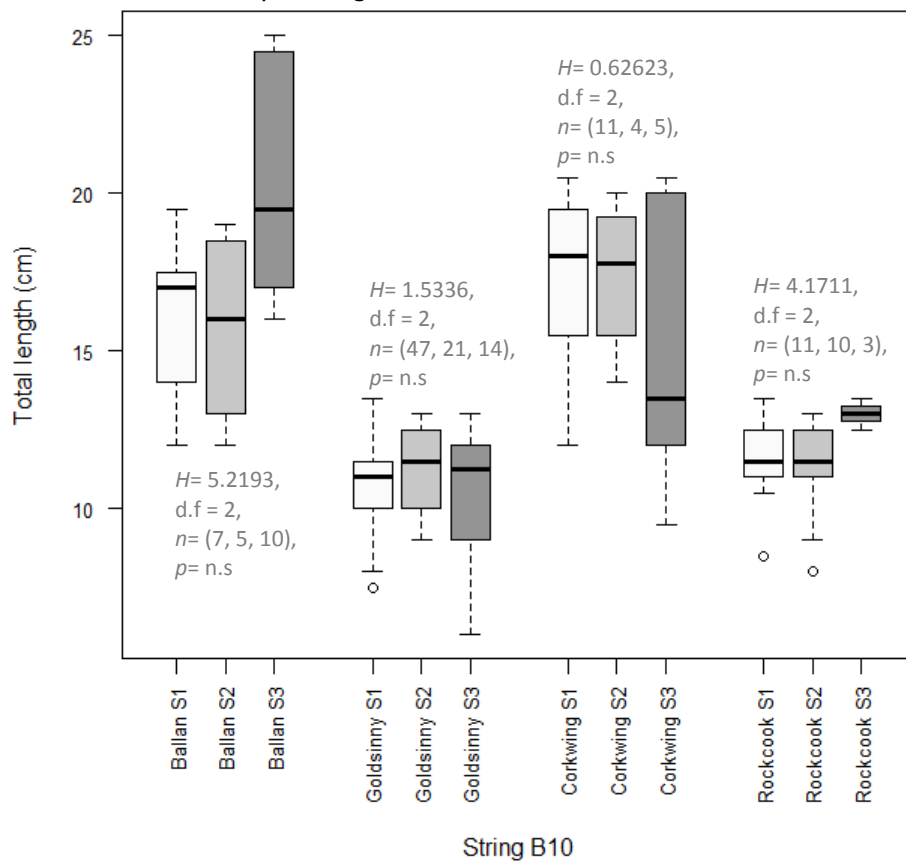 25
20
15
10
Total length (cm)
H= 0.62623,
d.f = 2,
n= (11, 4, 5),
p= n.s
H= 1.5336,
d.f = 2,
n= (47, 21, 14),
p= n.s
H= 4.1711,
d.f = 2,
n= (11, 10, 3),
p= n.s
H= 5.2193,
d.f = 2,
n= (7, 5, 10),
p= n.s
Ballan S1
Ballan S2
Ballan S3
Goldsinny S1
Goldsinny S2
Goldsinny S3
Corkwing S1
Corkwing S2
Corkwing S3
Rockcook S1
Rockcook S2
Rockcook S3
String B10